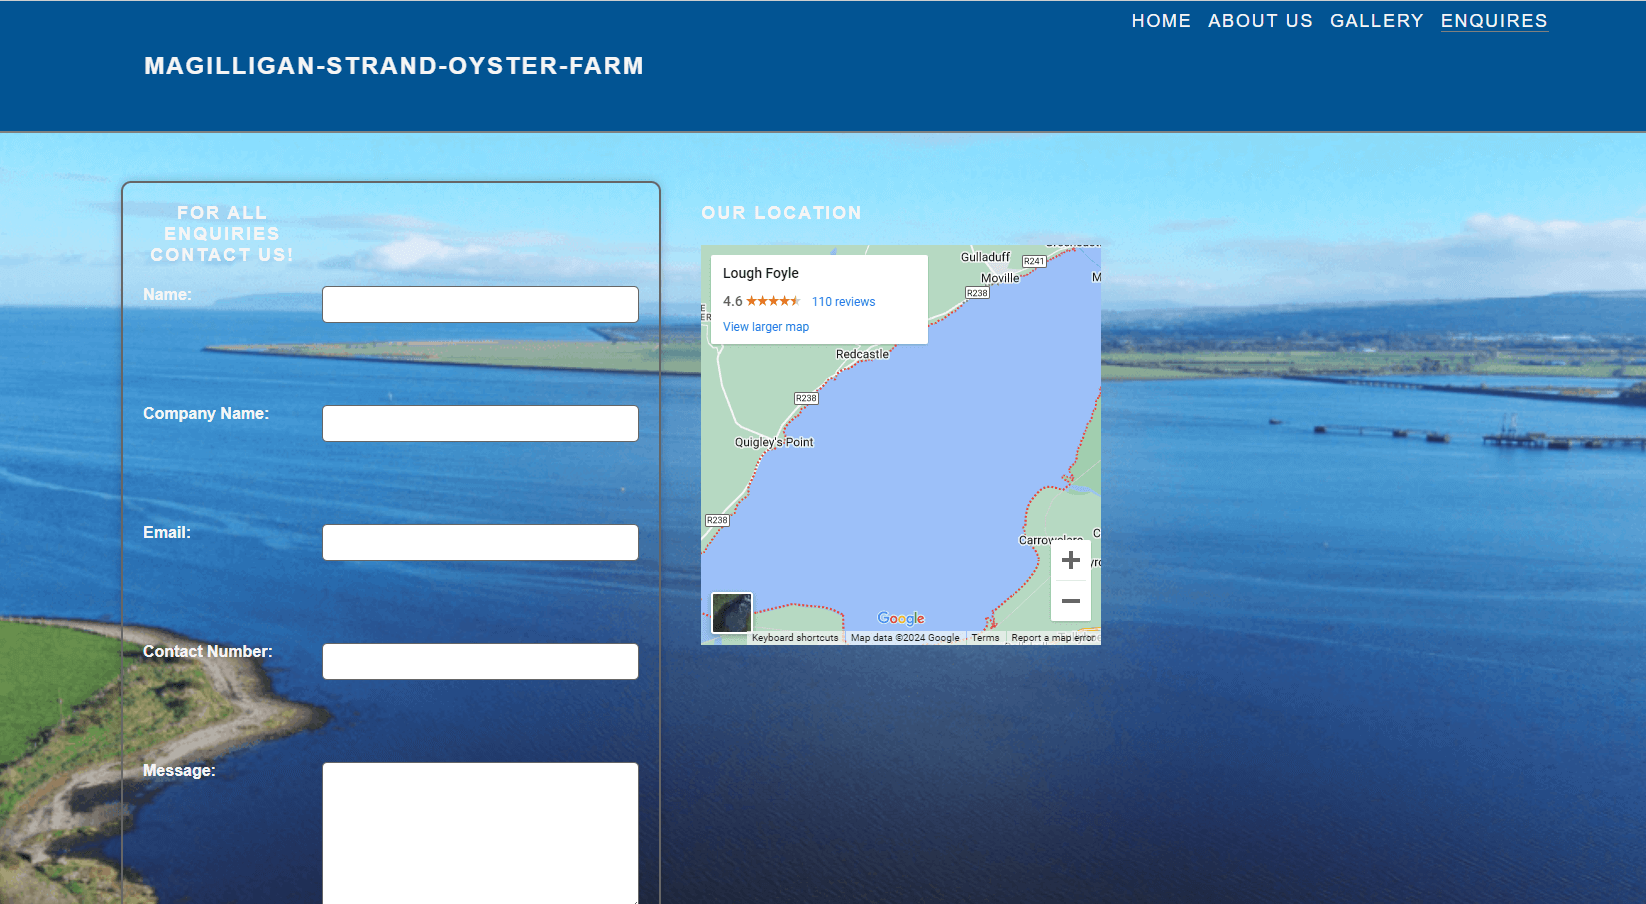 HOME ABOUT US GALLERY ENQUIRES
MAGILLIGAN-STRAND-OYSTER-FARM
FOR ALL
ENQUIRIES
CONTACT US!
Name:
Company Name:
Email:
Contact Number:
Message:
OUR LOCATION
Lough Foyle
4.6 110 reviews
View larger map
Gulladuff
R241
Moville
R238
Redcastle
R238
Quigley's Point
R238
Google
Keyboard shortcuts Map data ©2024 Google Terms Report a map error